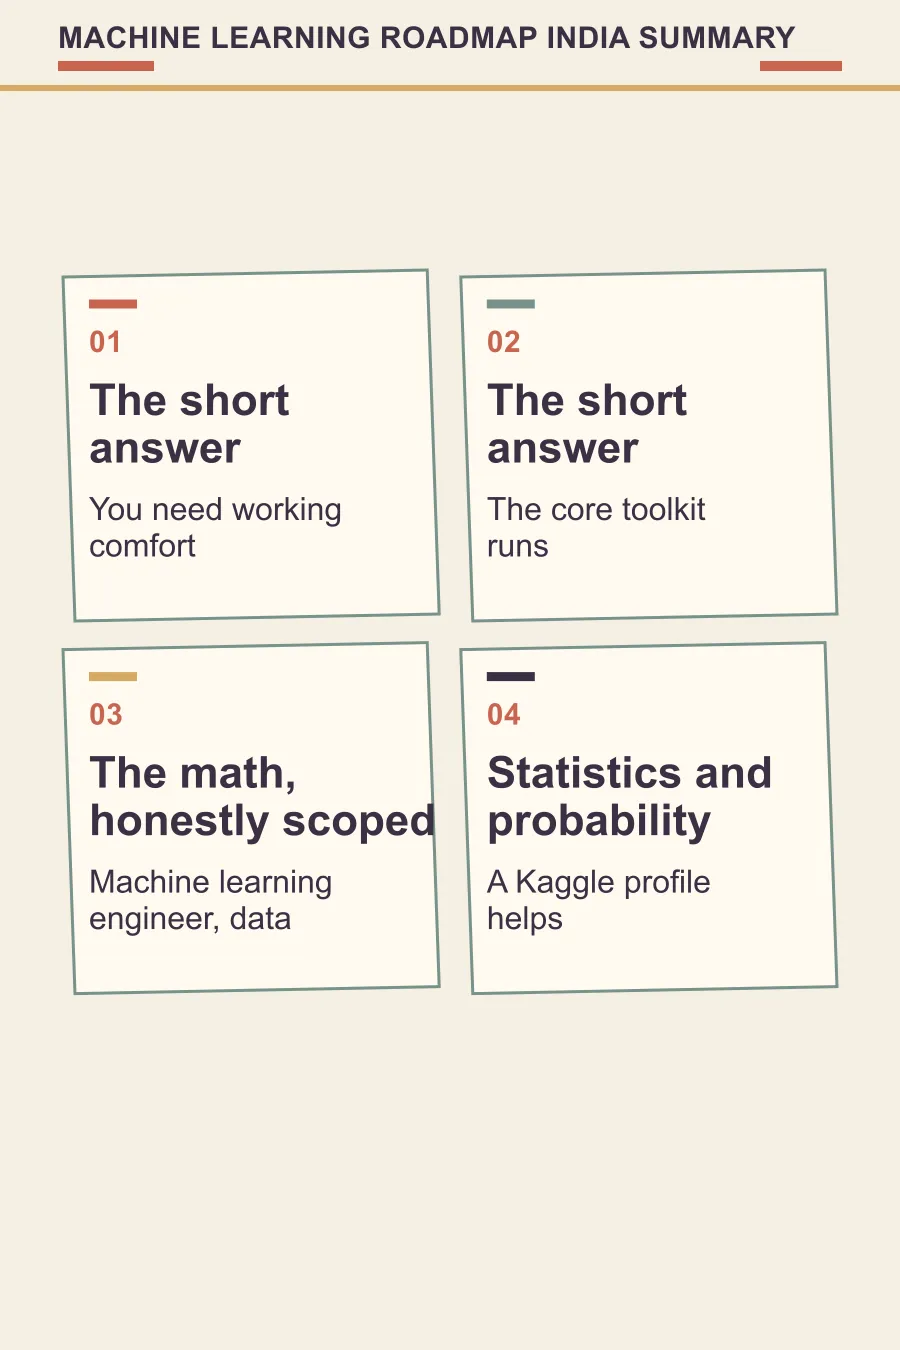 MACHINE LEARNING ROADMAP INDIA SUMMARY
01
The short
answer
You need working
comfort
02
The short
answer
The core toolkit
runs
03
The math,
honestly scoped
Machine learning
engineer, data
04
Statistics and
probability
A Kaggle profile
helps